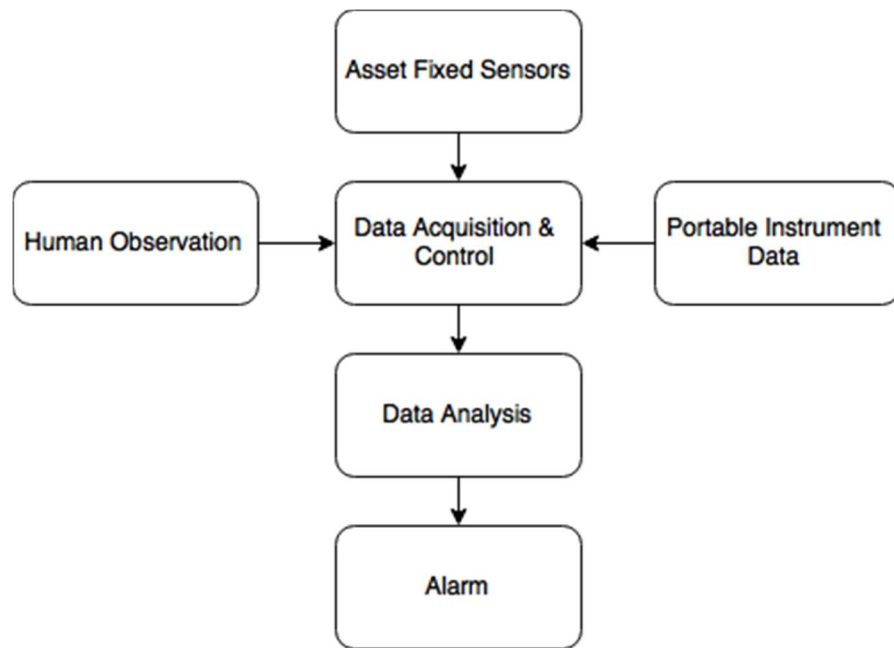 Asset Fixed Sensors
Human Observation
Data Acquisition &
Control
Portable Instrument
Data
Data Analysis
Alarm